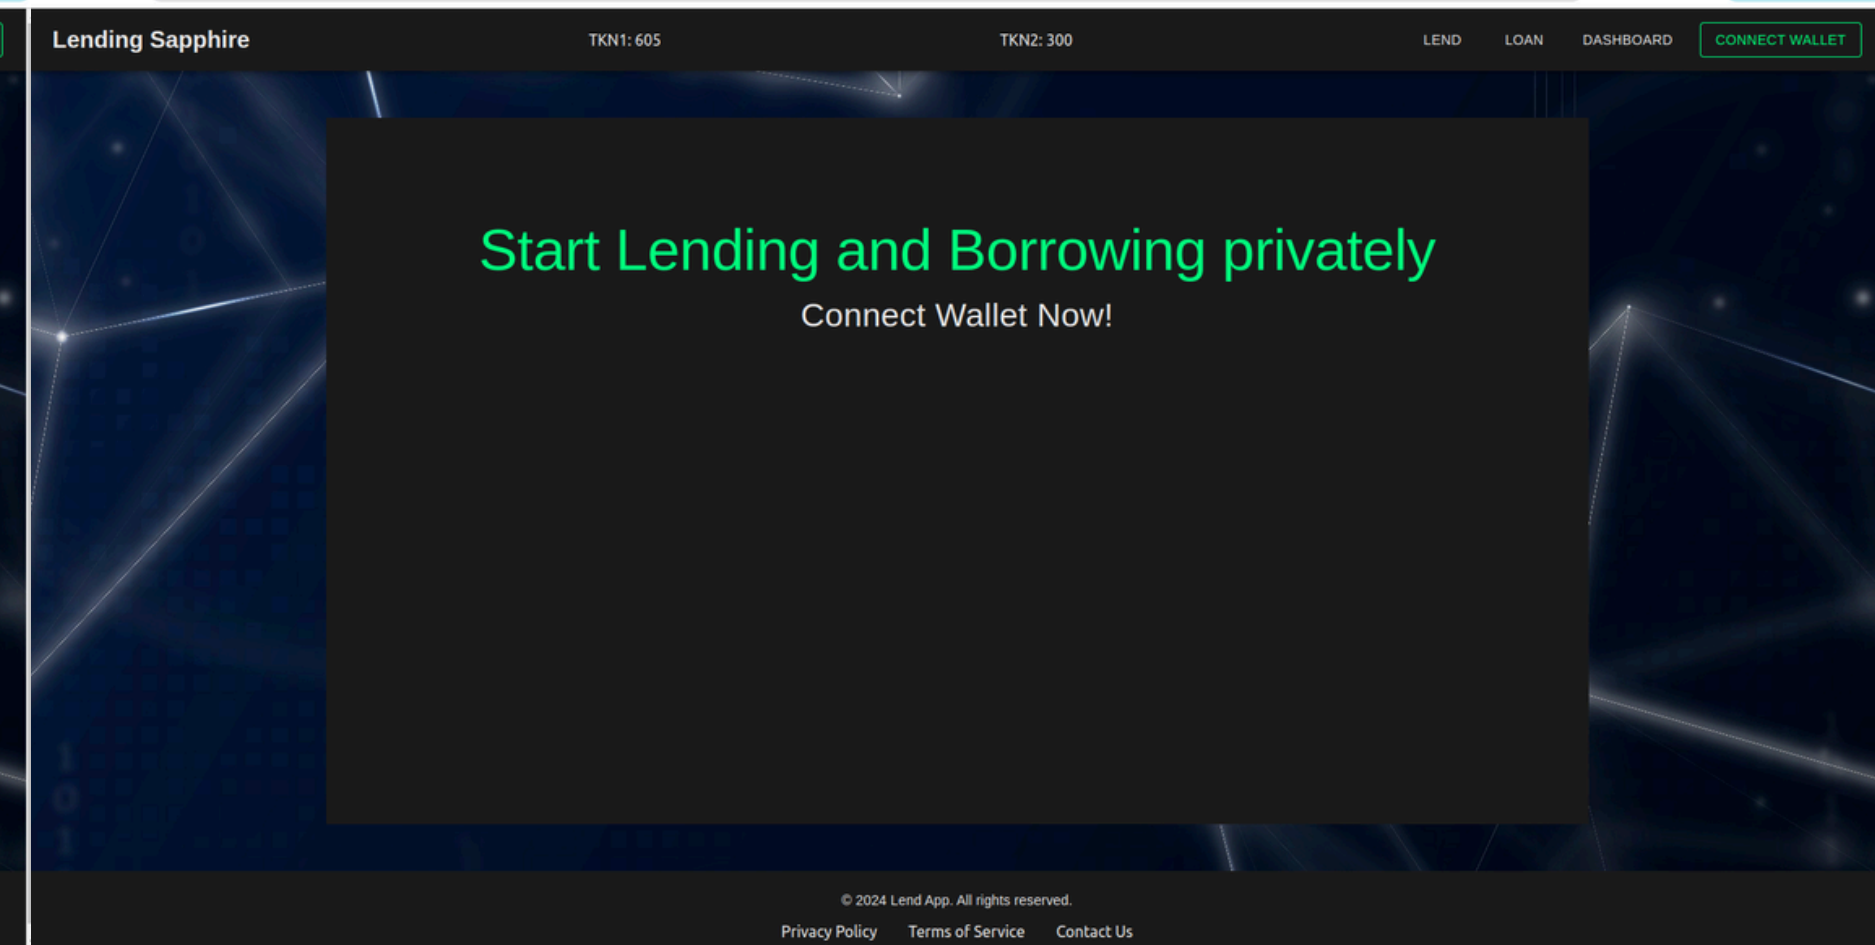 Lending Sapphire
TKN1: 605
TKN2: 300
LEND
LOAN
DASHBOARD
CONNECT WALLET
Start Lending and Borrowing privately
Connect Wallet Now!
© 2024 Lend App. All rights reserved.
Privacy Policy Terms of Service Contact Us